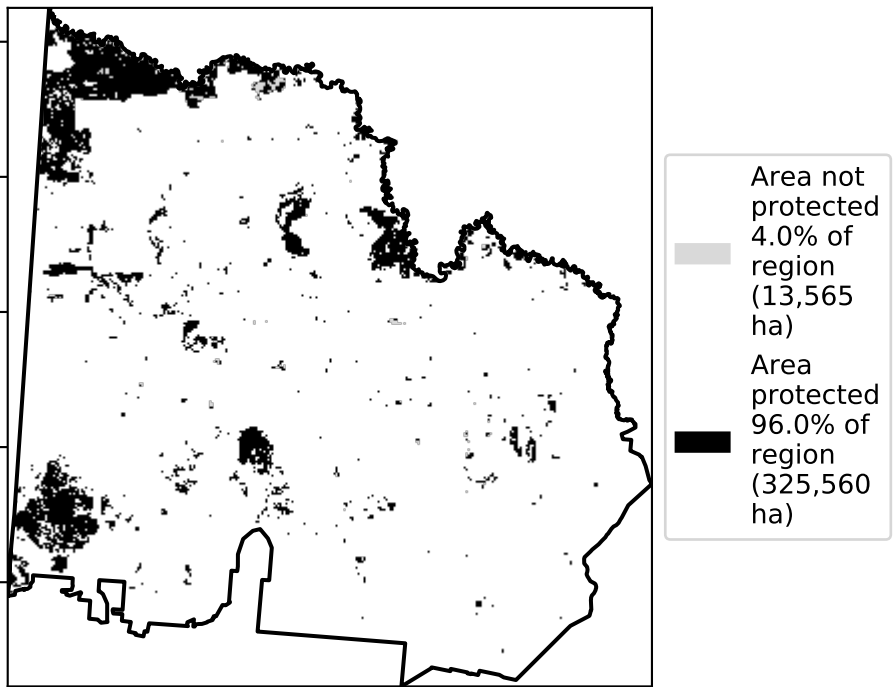 Area not
protected
4.0% of
region
(13,565
ha)
Area
protected
96.0% of
region
(325,560
ha)